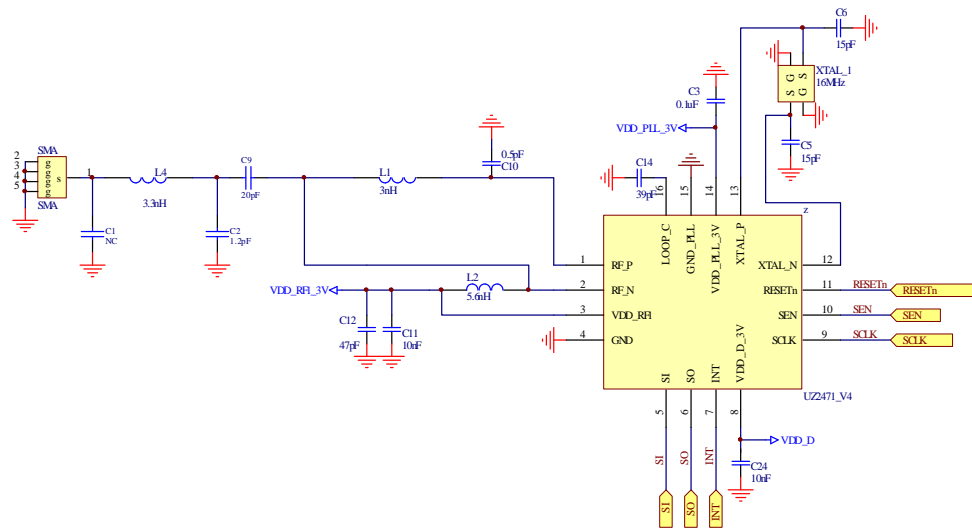 C6
15pF
XTAL_1
16MHz
S G
G S
C3
0.1uF
VDD_PLL_3V
C5
15pF
SMA
2
3
4
5
1
S
SMA
L4
3.3nH
C9
20pF
L1
3nH
0.5pF
C10
C14
39pF
C1
NC
C2
1.2pF
16
15
14
13
z
LOOP_C
GND_PLL
VDD_PLL_3V
XTAL_P
1
RF_P
XTAL_N
12
2
RF_N
RESETn
11
RESETn
RESETn
3
VDD_RFI
SEN
10
SEN
SEN
4
GND
SCLK
9
SCLK
SCLK
VDD_RFI_3V
L2
5.6nH
C12
47pF
C11
10nF
SI
SO
INT
VDD_D_3V
UZ2471_V4
5
6
7
8
VDD_D
C24
10nF
SI
SO
INT
SI
SO
INT